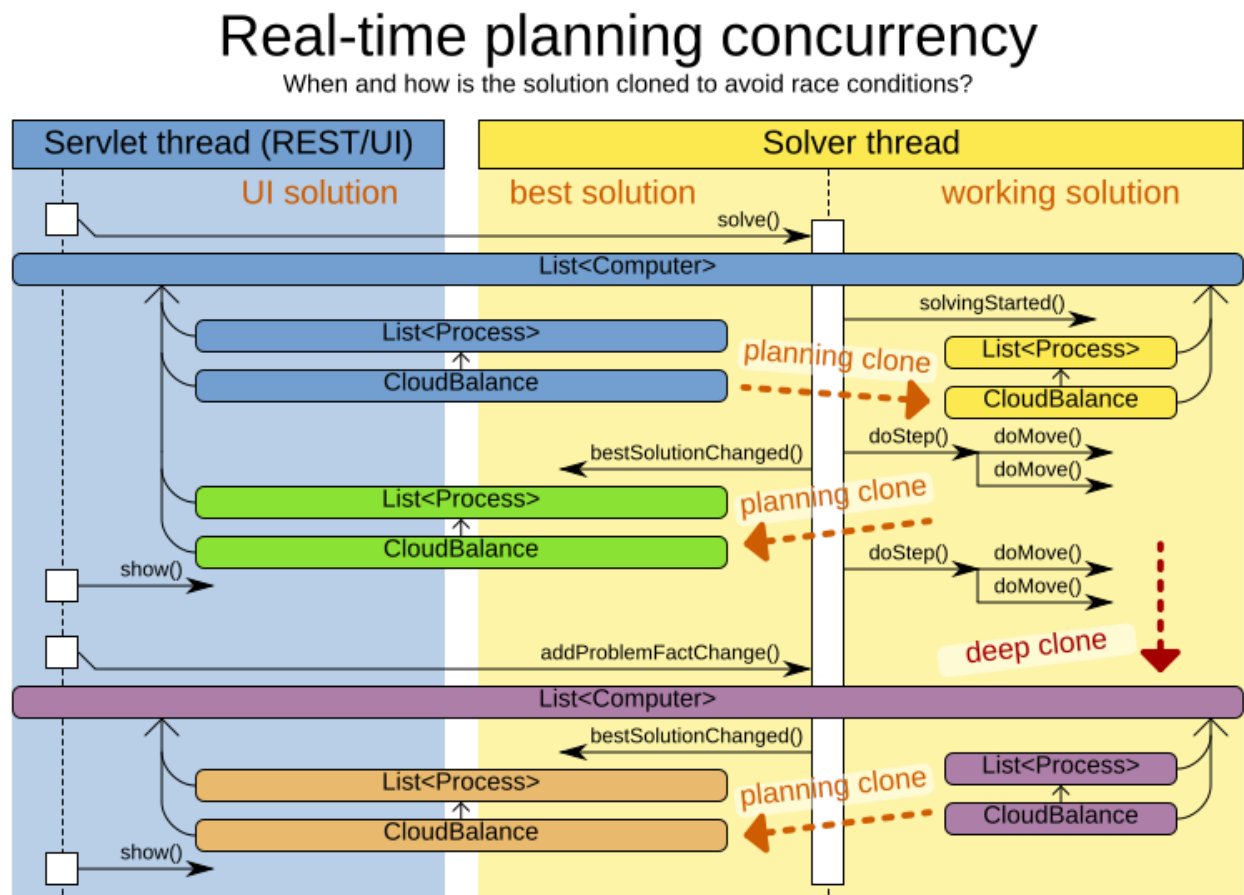 Real-time planning concurrency
When and how is the solution cloned to avoid race conditions?
Servlet thread (REST/UI)
Solver thread
UI solution
best solution
working solution
solve()
List<Computer>
solvingStarted()
List<Process>
planning clone
List<Process>
CloudBalance
CloudBalance
doStep()
doMove()
bestSolutionChanged()
doMove()
List<Process>
planning clone
CloudBalance
doStep()
doMove()
show()
doMove()
addProblemFactChange()
deep clone
List<Computer>
bestSolutionChanged()
List<Process>
planning clone
List<Process>
CloudBalance
CloudBalance
show()